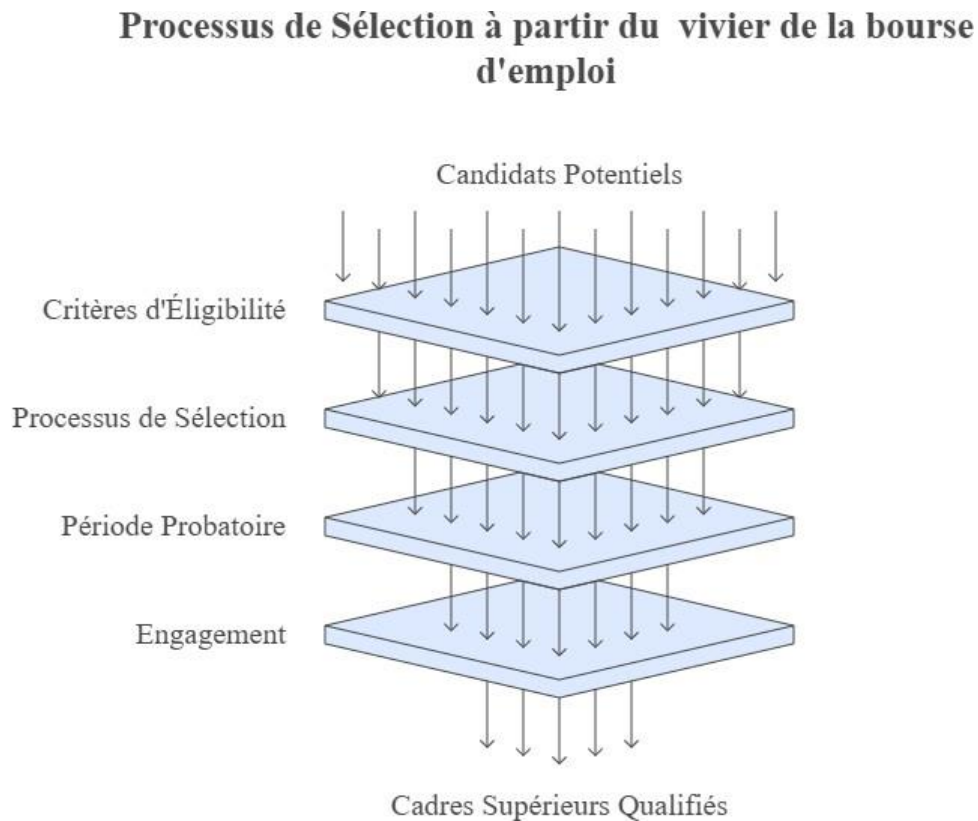 Processus de Sélection à partir du  vivier de la bourse
d'emploi
Candidats Potentiels
Critères d'Éligibilité
Processus de Sélection
Période Probatoire
Engagement
Cadres Supérieurs Qualifiés